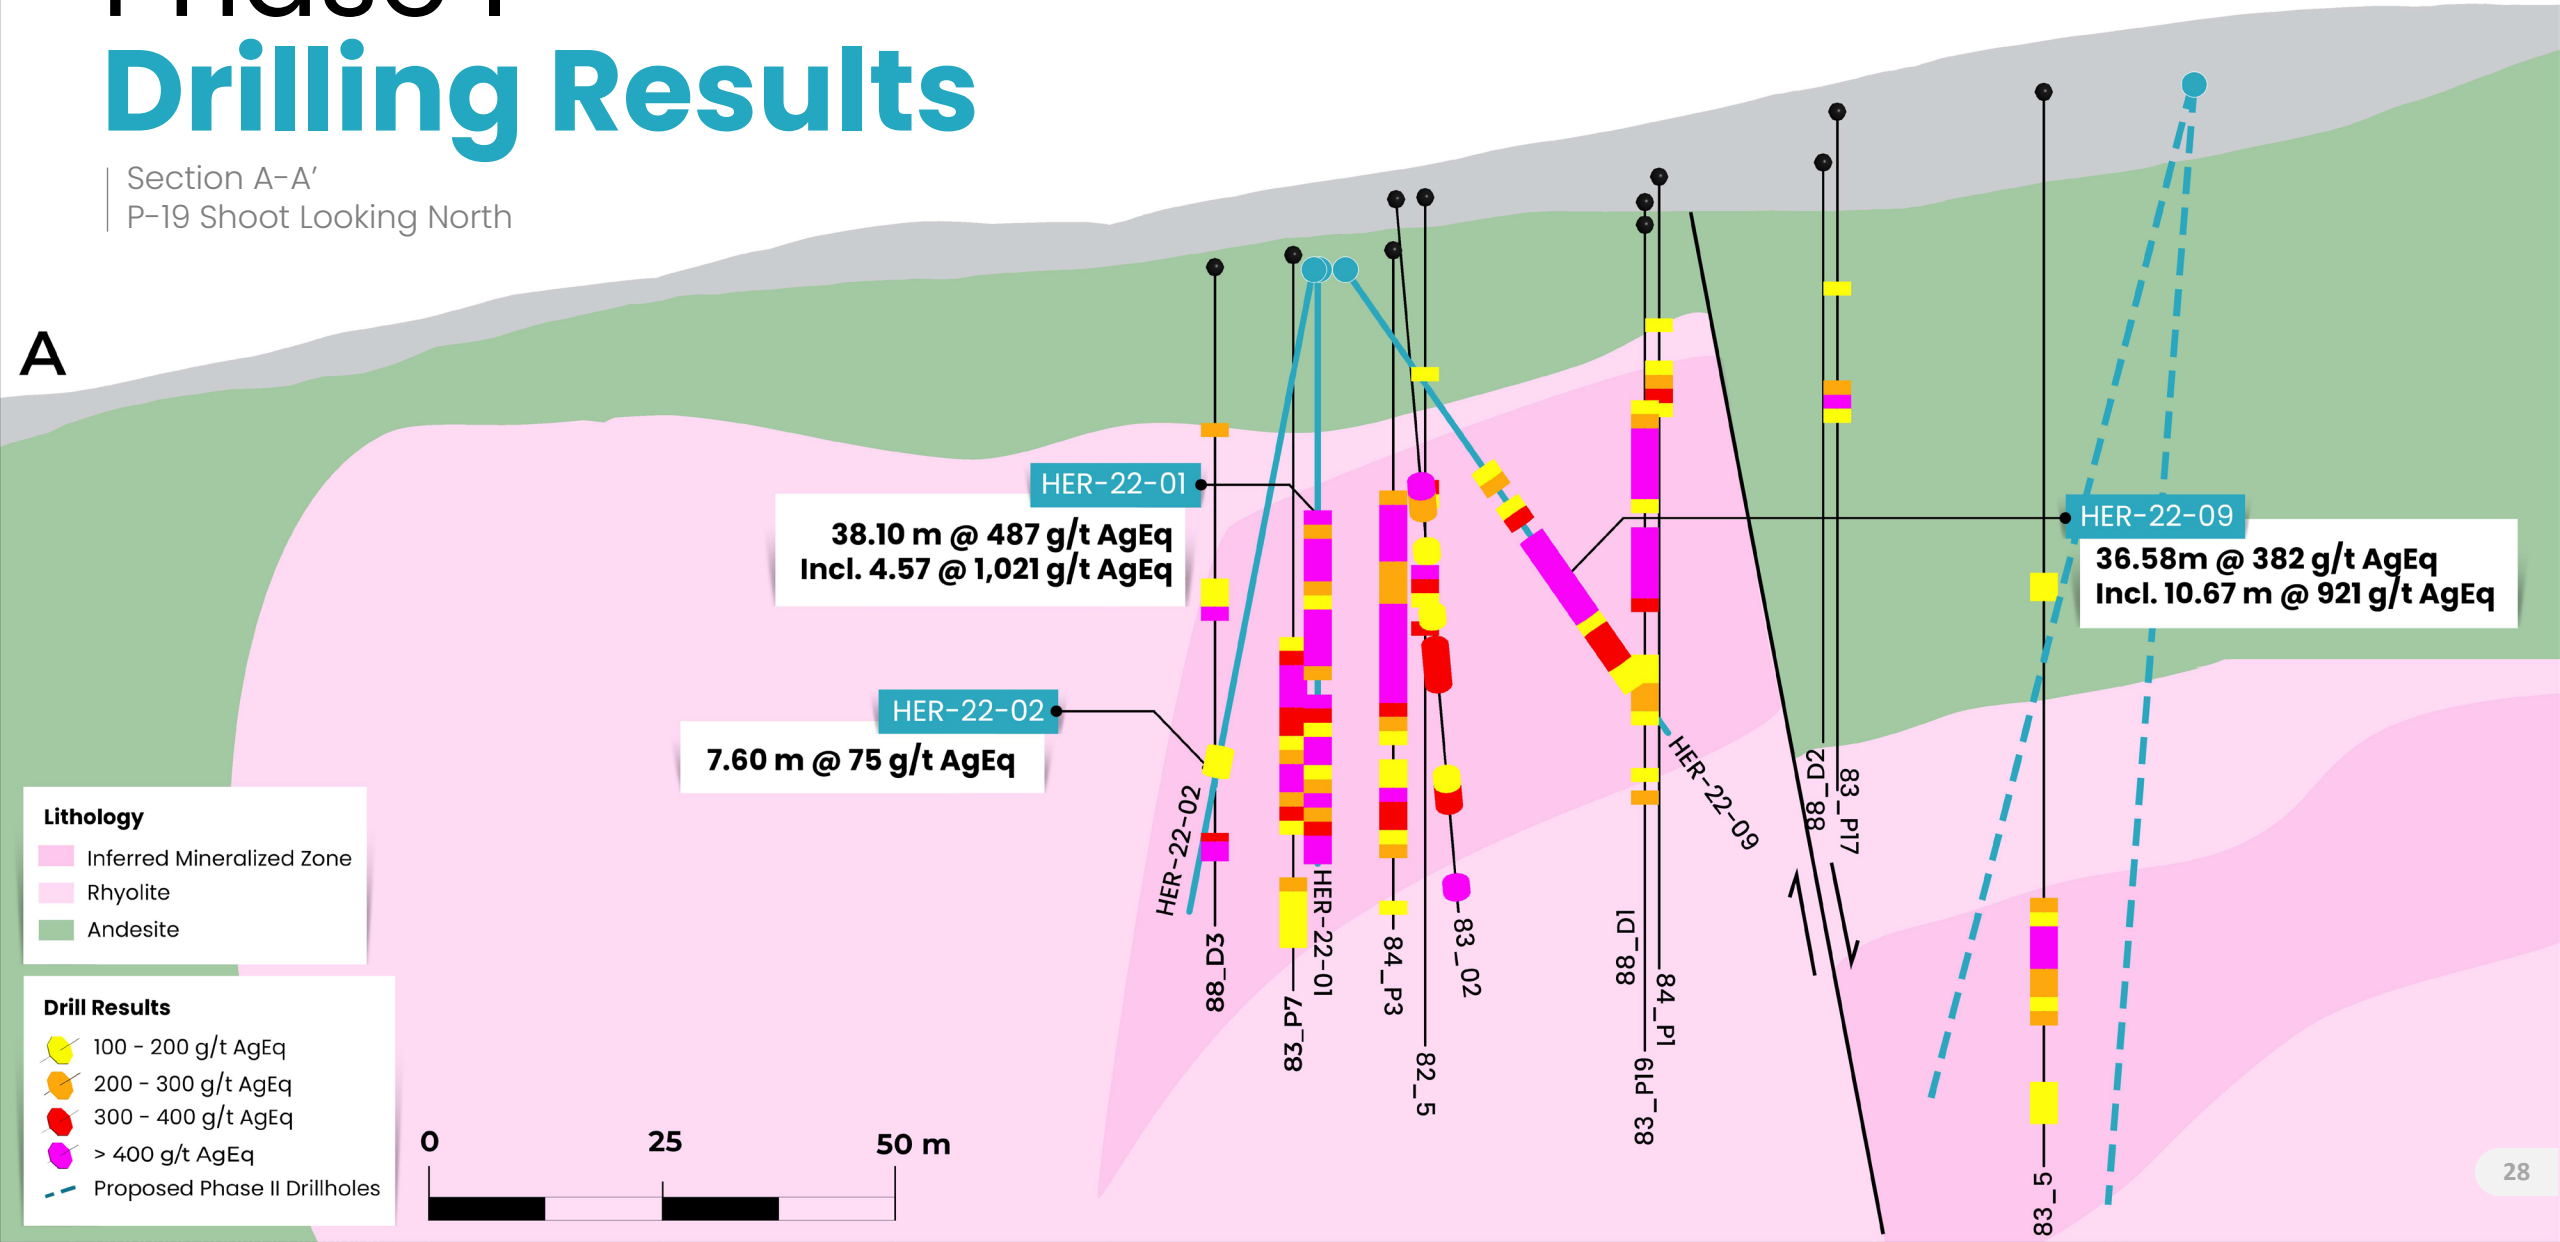 Phase I
Drilling Results
Section A-A’
P-19 Shoot Looking North
A
HER-22-01
38.10 m @ 487 g/t AgEq
Incl. 4.57 @ 1,021 g/t AgEq
HER-22-02
7.60 m @ 75 g/t AgEq
HER-22-09
36.58m @ 382 g/t AgEq
Incl. 10.67 m @ 921 g/t AgEq
HER-22-02
88_D3
83_P7
HER-22-01
84_P3
83_02
82_5
88_D1
83_P19
84_P1
HER-22-09
88_D2
83_P17
83_5
Lithology
Inferred Mineralized Zone
Rhyolite
Andesite
Drill Results
100 - 200 g/t AgEq
200 - 300 g/t AgEq
300 - 400 g/t AgEq
> 400 g/t AgEq
Proposed Phase II Drillholes
0 25 50 m
28